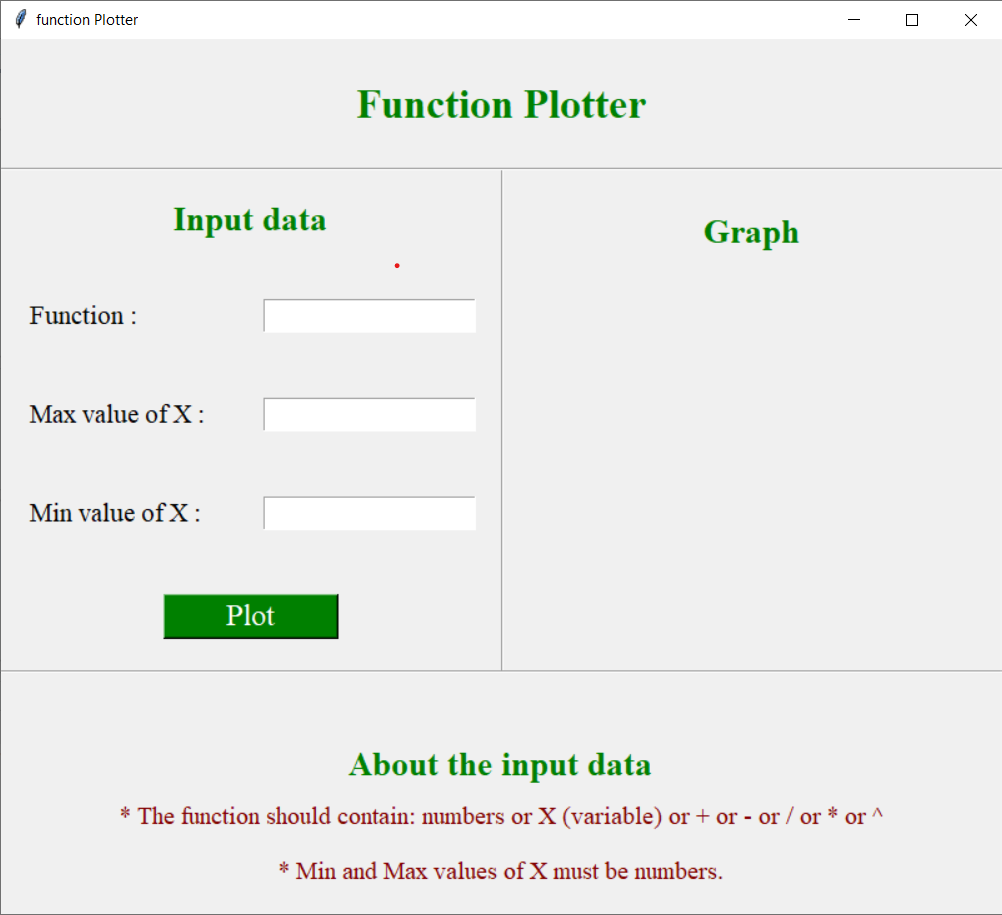 function Plotter
Function Plotter
Input data
Function :
Max value of X :
Min value of X :
Plot
Graph
About the input data
* The function should contain: numbers or X (variable) or + or - or / or * or ^
* Min and Max values of X must be numbers.